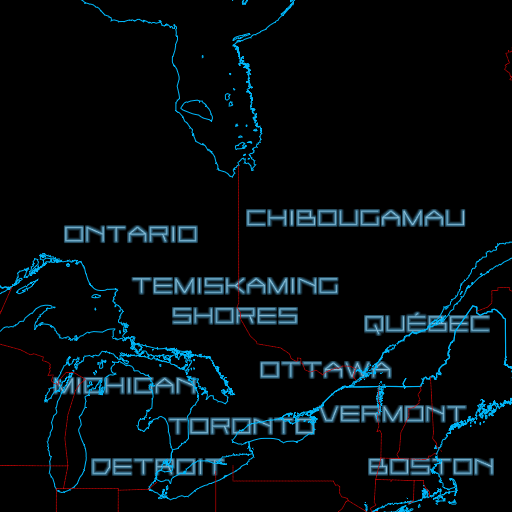 CHIBOUGAMAU
ONTARIO
TEMISKAMING
SHORES
QUÉBEC
OTTAWA
MICHIGAN
VERMONT
TORONTO
DETROIT
BOSTON